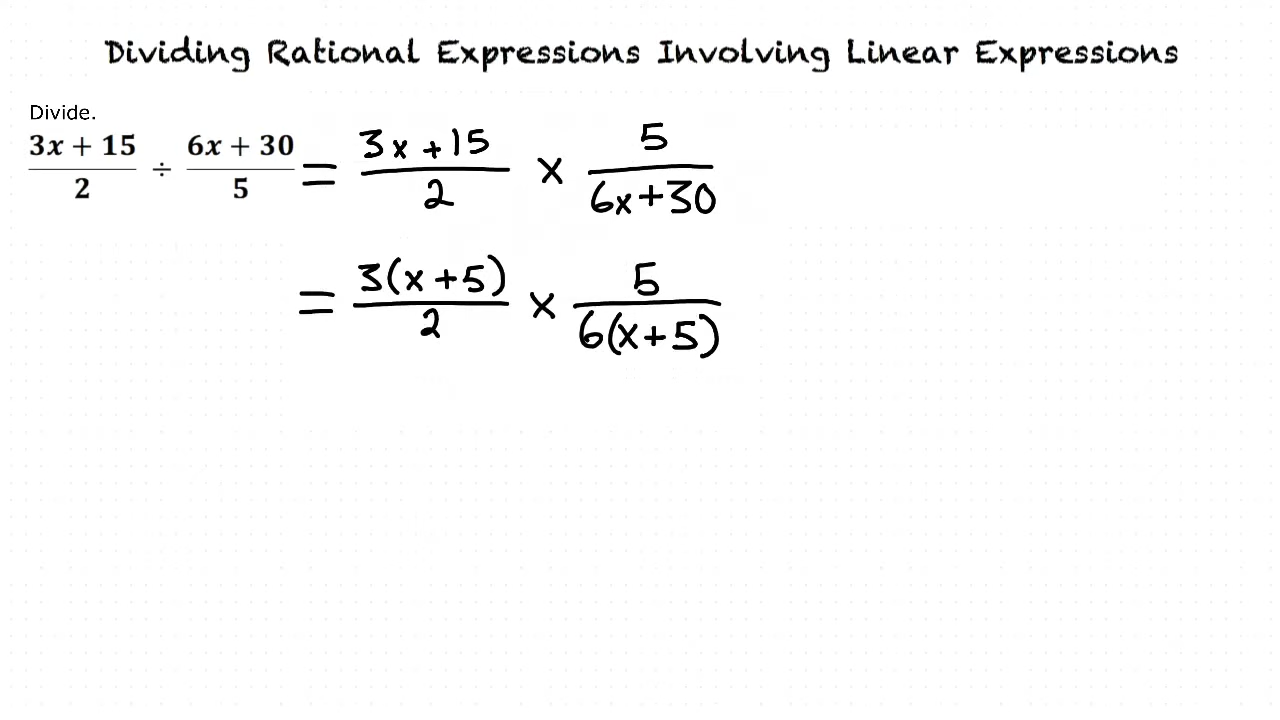 Dividing Rational Expressions Involving Linear Expressions
Divide.
(3x + 15)/2 ÷ (6x + 30)/5 = (3x + 15)/2 × 5/(6x+30)
= 3(x+5)/2 × 5/6(x+5)